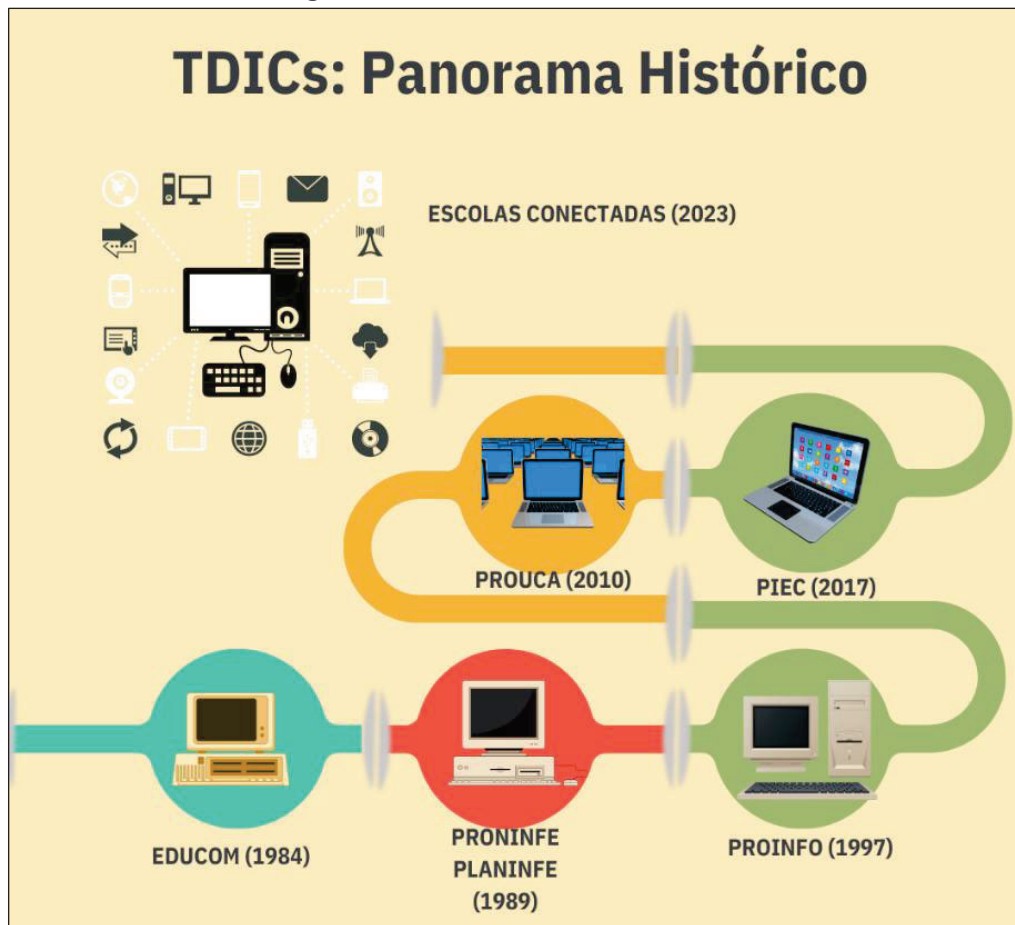 TDICs: Panorama Histórico
ESCOLAS CONECTADAS (2023)
PROUCA (2010)
PIEC (2017)
EDUCOM (1984)
PRONINFE
PLANINFE
(1989)
PROINFO (1997)